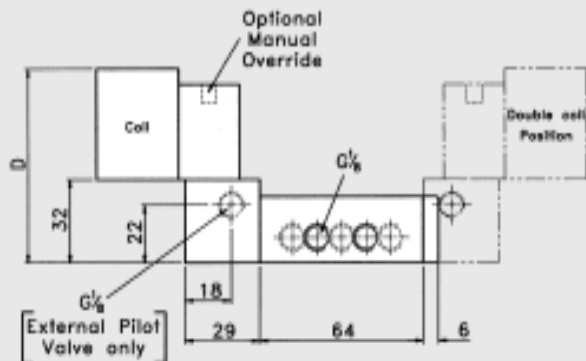 Optional
Manual
Override
Coil
Double coil
Position
D
G⅛
32
22
18
G⅛
External Pilot
Valve only
29
64
6